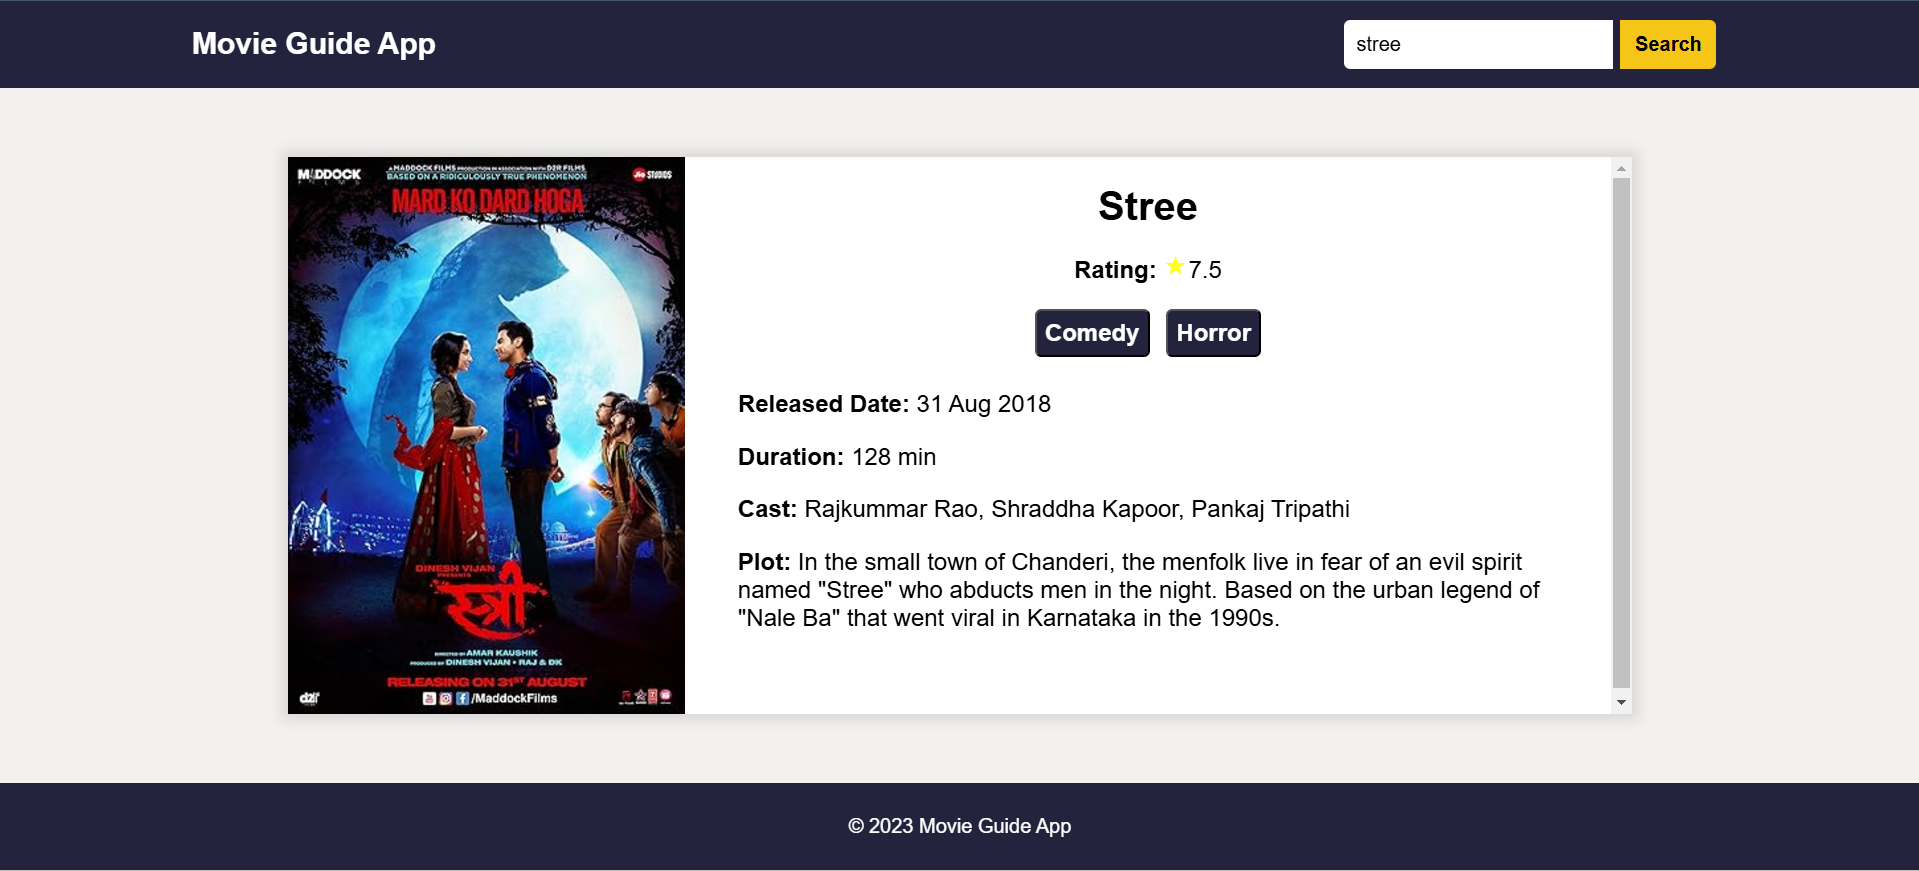 Movie Guide App
stree
Search
MADDOCK
FILMS
A MADDOCK FILMS PRODUCTION IN ASSOCIATION WITH D2R FILMS
BASED ON A RIDICULOUSLY TRUE PHENOMENON
Jio STUDIOS
MARD KO DARD HOGA
DINESH VIJAN
PRESENTS
स्त्री
DIRECTED BY AMAR KAUSHIK
PRODUCED BY DINESH VIJAN • RAJ & DK
RELEASING ON 31ST AUGUST
d2r
/MaddockFilms
Stree
Rating: ★7.5
Comedy Horror
Released Date: 31 Aug 2018
Duration: 128 min
Cast: Rajkummar Rao, Shraddha Kapoor, Pankaj Tripathi
Plot: In the small town of Chanderi, the menfolk live in fear of an evil spirit
named "Stree" who abducts men in the night. Based on the urban legend of
"Nale Ba" that went viral in Karnataka in the 1990s.
© 2023 Movie Guide App